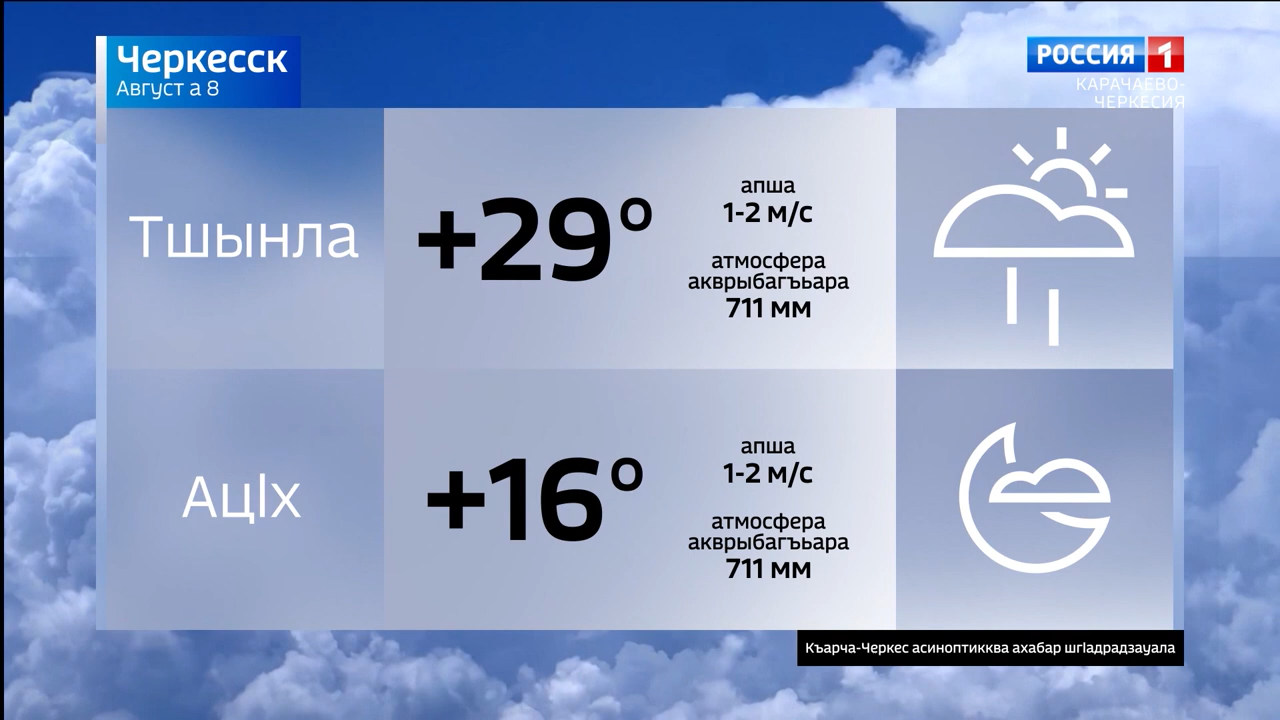 Черкесск
Август а 8
РОССИЯ 1
КАРАЧАЕВО-
ЧЕРКЕСИЯ
Тшынла
+29°
апша
1-2 м/с
атмосфера
акврыбагъьара
711 мм
АцIх
+16°
апша
1-2 м/с
атмосфера
акврыбагъьара
711 мм
Къарча-Черкес асиноптикква ахабар шгIадрадзауала